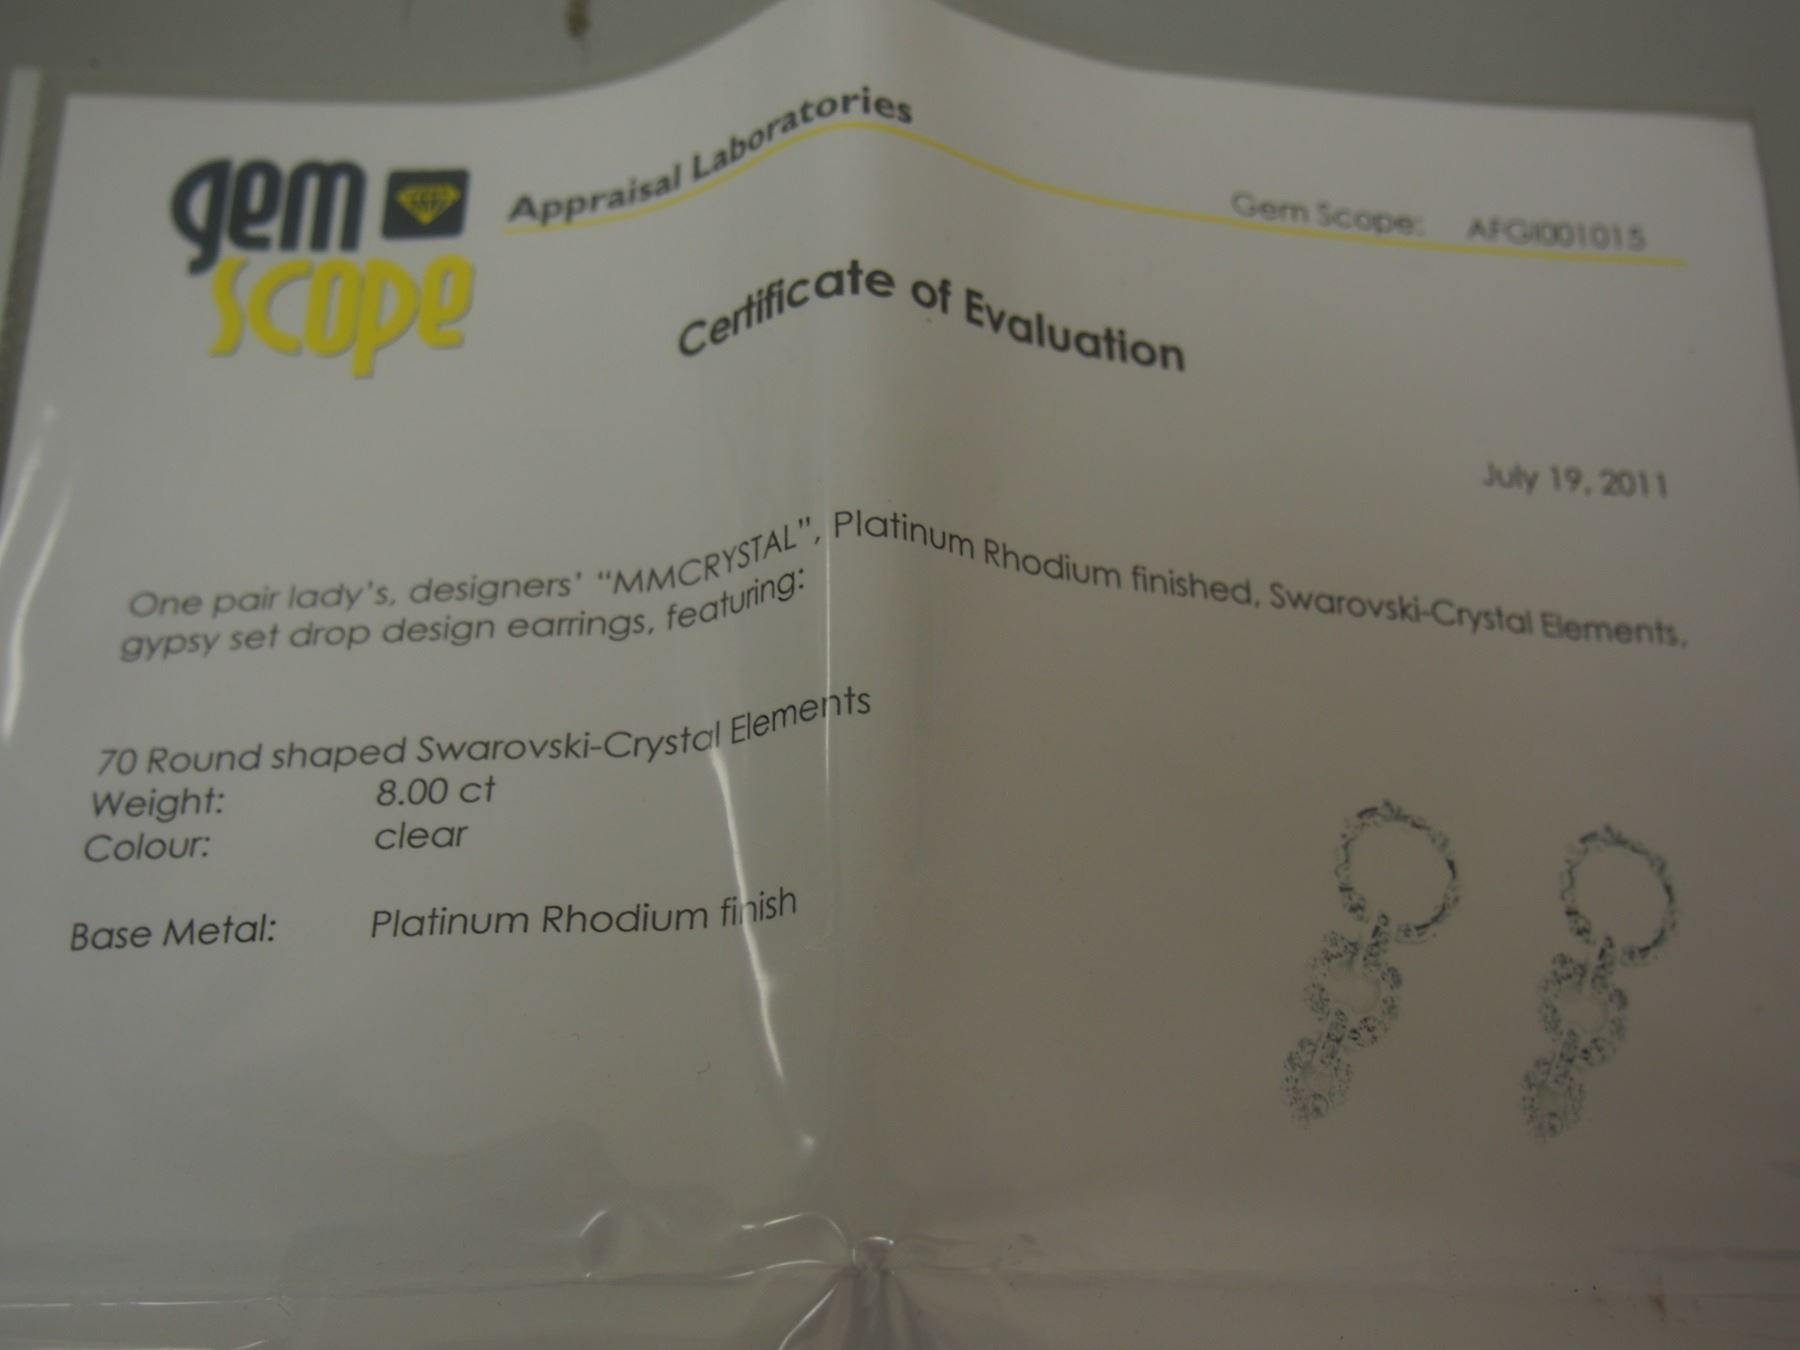 gem
scope
Appraisal Laboratories
Gem Scope: AFGI001015
Certificate of Evaluation
July 19, 2011
One pair lady's, designers' "MMCRYSTAL", Platinum Rhodium finished, Swarovski-Crystal Elements,
gypsy set drop design earrings, featuring:
70 Round shaped Swarovski-Crystal Elements
Weight: 8.00 ct
Colour: clear
Base Metal: Platinum Rhodium finish